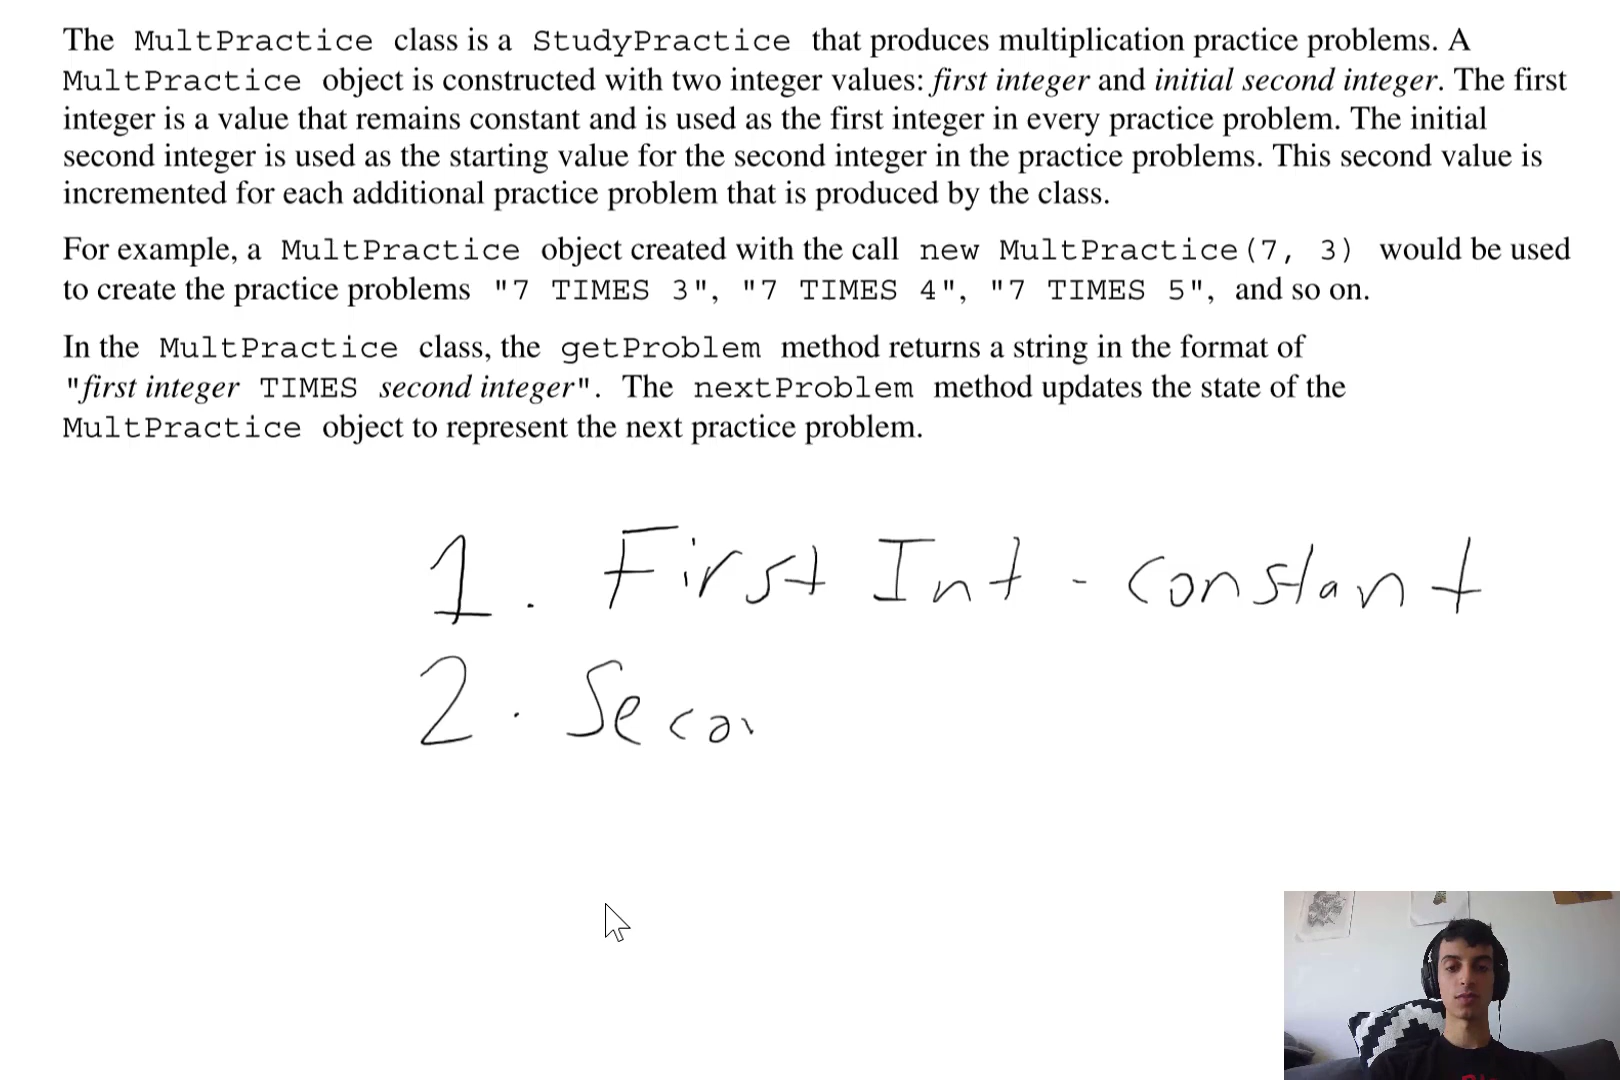 The MultPractice class is a StudyPractice that produces multiplication practice problems. A
MultPractice object is constructed with two integer values: first integer and initial second integer. The first
integer is a value that remains constant and is used as the first integer in every practice problem. The initial
second integer is used as the starting value for the second integer in the practice problems. This second value is
incremented for each additional practice problem that is produced by the class.
For example, a MultPractice object created with the call new MultPractice(7, 3) would be used
to create the practice problems "7 TIMES 3", "7 TIMES 4", "7 TIMES 5", and so on.
In the MultPractice class, the getProblem method returns a string in the format of
"first integer TIMES second integer". The nextProblem method updates the state of the
MultPractice object to represent the next practice problem.
1. First Int - constant
2. Secon